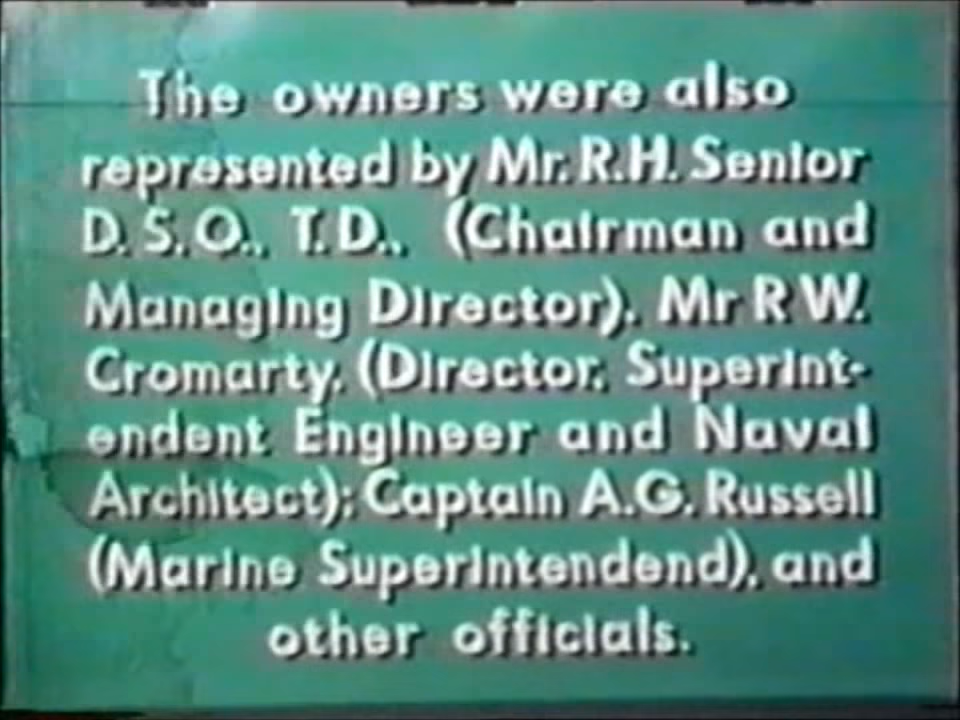 The owners were also
represented by Mr. R.H. Senior
D.S.O., T.D., (Chairman and
Managing Director). Mr R W.
Cromarty. (Director, Superint-
endent Engineer and Naval
Architect); Captain A.G. Russell
(Marine Superintendend), and
other officials.